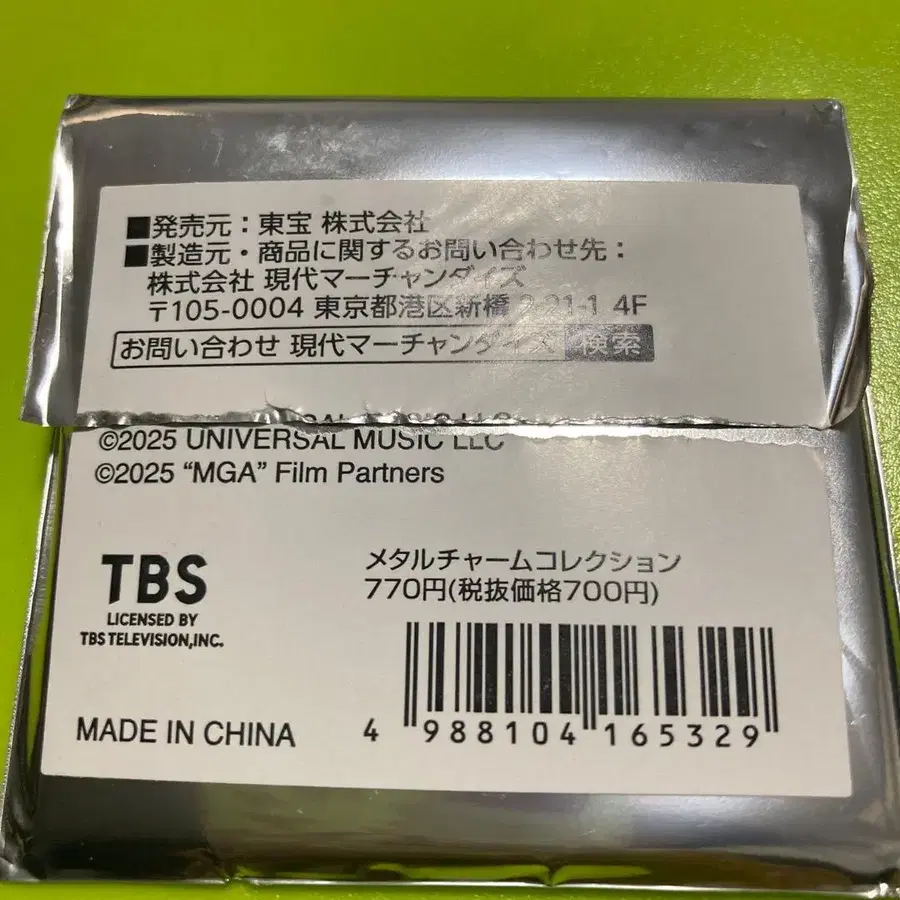 ■発売元：東宝 株式会社
■製造元・商品に関するお問い合わせ先：
株式会社 現代マーチャンダイズ
〒105-0004 東京都港区新橋 2-21-1 4F
お問い合わせ 現代マーチャンダイズ 検索
©2025 UNIVERSAL MUSIC LLC
©2025 “MGA” Film Partners
TBS
LICENSED BY
TBS TELEVISION,INC.
メタルチャームコレクション
770円(税抜価格700円)
MADE IN CHINA
4 988104 165329